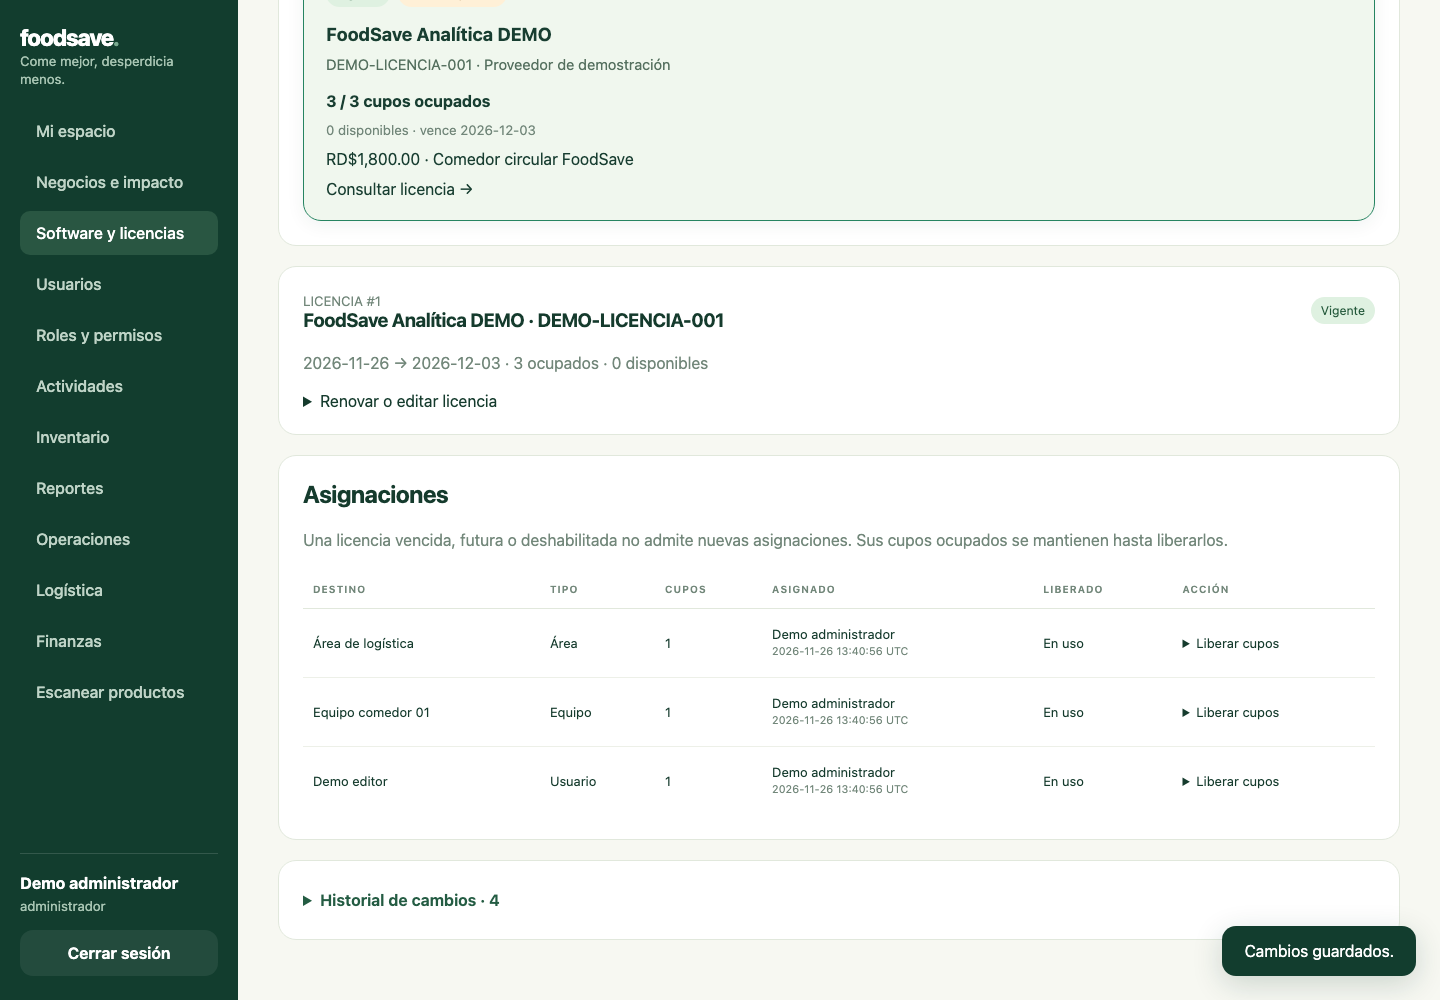 foodsave.
Come mejor, desperdicia
menos.
Mi espacio
Negocios e impacto
Software y licencias
Usuarios
Roles y permisos
Actividades
Inventario
Reportes
Operaciones
Logística
Finanzas
Escanear productos
Demo administrador
administrador
Cerrar sesión
FoodSave Analítica DEMO
DEMO-LICENCIA-001 · Proveedor de demostración
3 / 3 cupos ocupados
0 disponibles · vence 2026-12-03
RD$1,800.00 · Comedor circular FoodSave
Consultar licencia →
LICENCIA #1
FoodSave Analítica DEMO · DEMO-LICENCIA-001
Vigente
2026-11-26 → 2026-12-03 · 3 ocupados · 0 disponibles
▶ Renovar o editar licencia
Asignaciones
Una licencia vencida, futura o deshabilitada no admite nuevas asignaciones. Sus cupos ocupados se mantienen hasta liberarlos.
DESTINO TIPO CUPOS ASIGNADO LIBERADO ACCIÓN
Área de logística Área 1 Demo administrador En uso ▶ Liberar cupos
2026-11-26 13:40:56 UTC
Equipo comedor 01 Equipo 1 Demo administrador En uso ▶ Liberar cupos
2026-11-26 13:40:56 UTC
Demo editor Usuario 1 Demo administrador En uso ▶ Liberar cupos
2026-11-26 13:40:56 UTC
▶ Historial de cambios · 4
Cambios guardados.